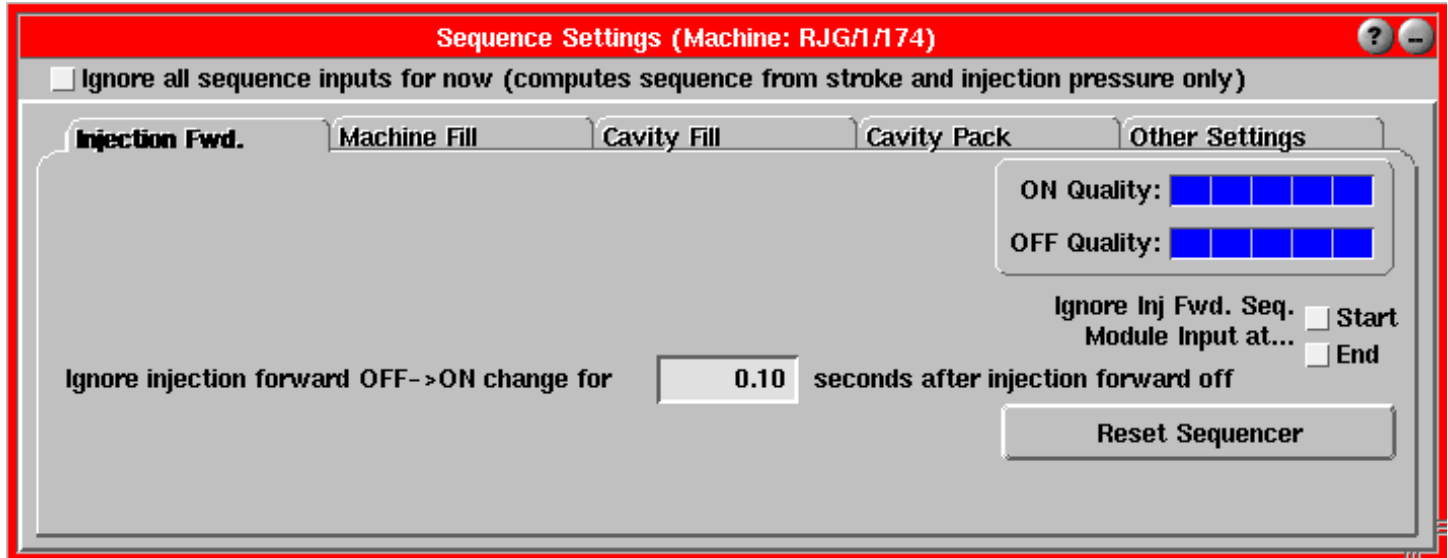 Sequence Settings (Machine: RJG/1/174)
? –
Ignore all sequence inputs for now (computes sequence from stroke and injection pressure only)
Injection Fwd. Machine Fill Cavity Fill Cavity Pack Other Settings
ON Quality:
OFF Quality:
Ignore Inj Fwd. Seq. Start
Module Input at...
End
Ignore injection forward OFF->ON change for 0.10 seconds after injection forward off
Reset Sequencer